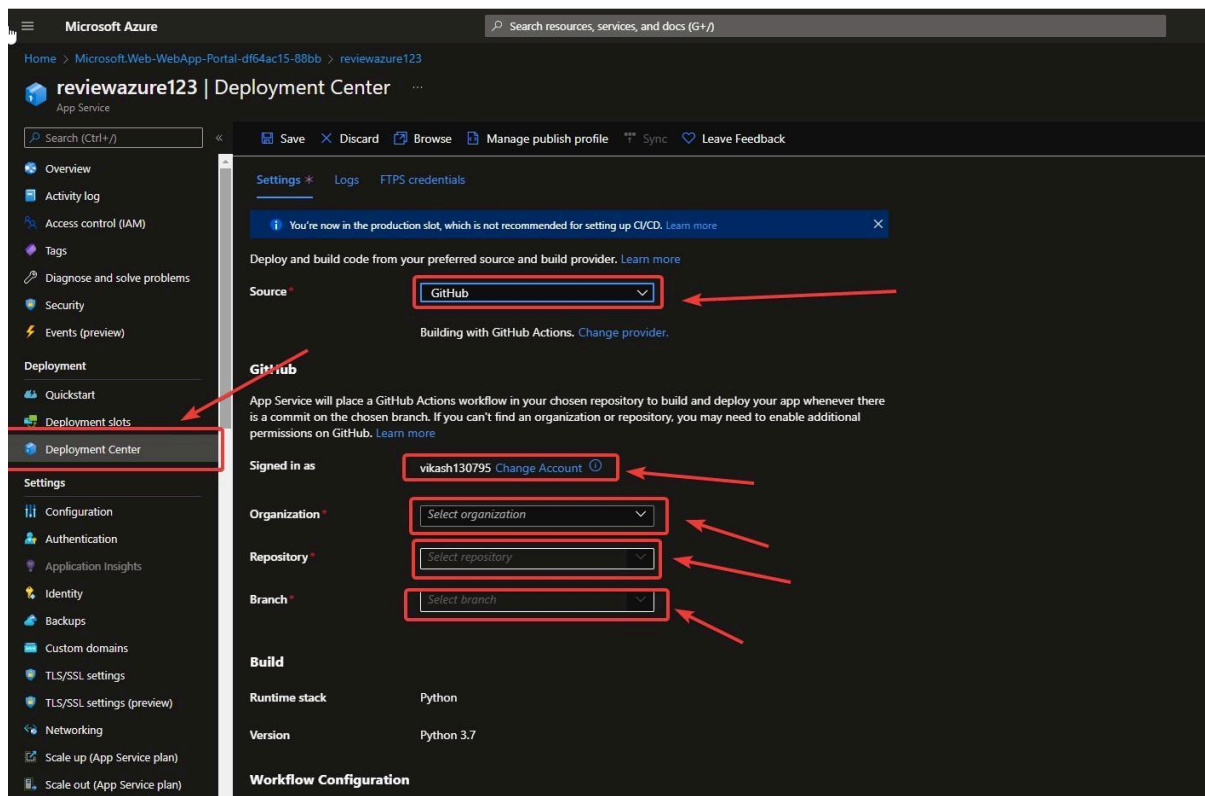 Microsoft Azure
Search resources, services, and docs (G+/)
Home > Microsoft.Web-WebApp-Portal-df64ac15-88bb > reviewazure123
reviewazure123 | Deployment Center ...
App Service
Search (Ctrl+/)
«
Save
Discard
Browse
Manage publish profile
Sync
Leave Feedback
Overview
Activity log
Access control (IAM)
Tags
Diagnose and solve problems
Security
Events (preview)
Deployment
Quickstart
Deployment slots
Deployment Center
Settings
Configuration
Authentication
Application Insights
Identity
Backups
Custom domains
TLS/SSL settings
TLS/SSL settings (preview)
Networking
Scale up (App Service plan)
Scale out (App Service plan)
Settings *
Logs
FTPS credentials
You're now in the production slot, which is not recommended for setting up CI/CD. Learn more
Deploy and build code from your preferred source and build provider. Learn more
Source *
GitHub
Building with GitHub Actions. Change provider.
GitHub
App Service will place a GitHub Actions workflow in your chosen repository to build and deploy your app whenever there
is a commit on the chosen branch. If you can't find an organization or repository, you may need to enable additional
permissions on GitHub. Learn more
Signed in as
vikash130795 Change Account
Organization *
Select organization
Repository *
Select repository
Branch *
Select branch
Build
Runtime stack
Python
Version
Python 3.7
Workflow Configuration